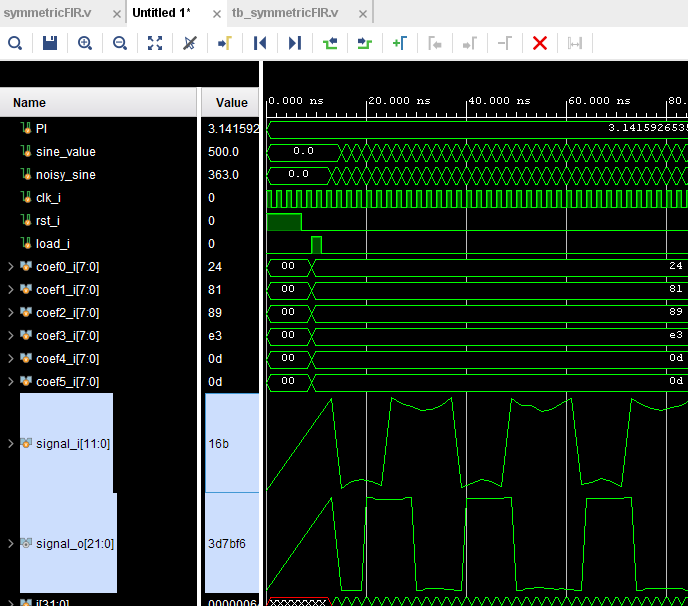 symmetricFIR.v × Untitled 1* × tb_symmetricFIR.v ×
Name Value 0.000 ns 20.000 ns 40.000 ns 60.000 ns 80.
PI 3.141592 3.1415926535
sine_value 500.0 0.0
noisy_sine 363.0 0.0
clk_i 0
rst_i 0
load_i 0
coef0_i[7:0] 24 00 24
coef1_i[7:0] 81 00 81
coef2_i[7:0] 89 00 89
coef3_i[7:0] e3 00 e3
coef4_i[7:0] 0d 00 0d
coef5_i[7:0] 0d 00 0d
signal_i[11:0] 16b
signal_o[21:0] 3d7bf6
i[31:0] 0000006